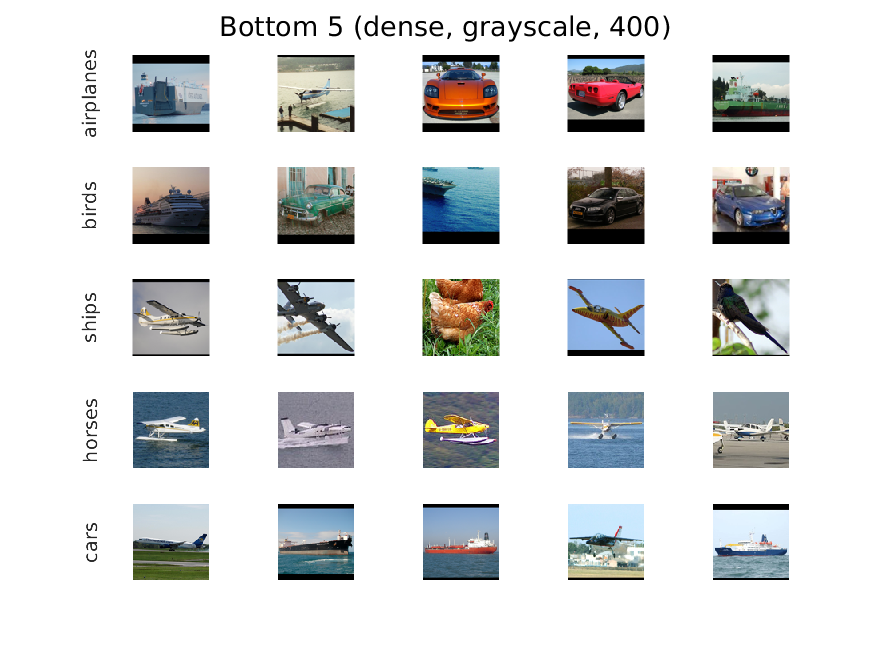 Bottom 5 (dense, grayscale, 400)
airplanes
birds
ships
horses
cars